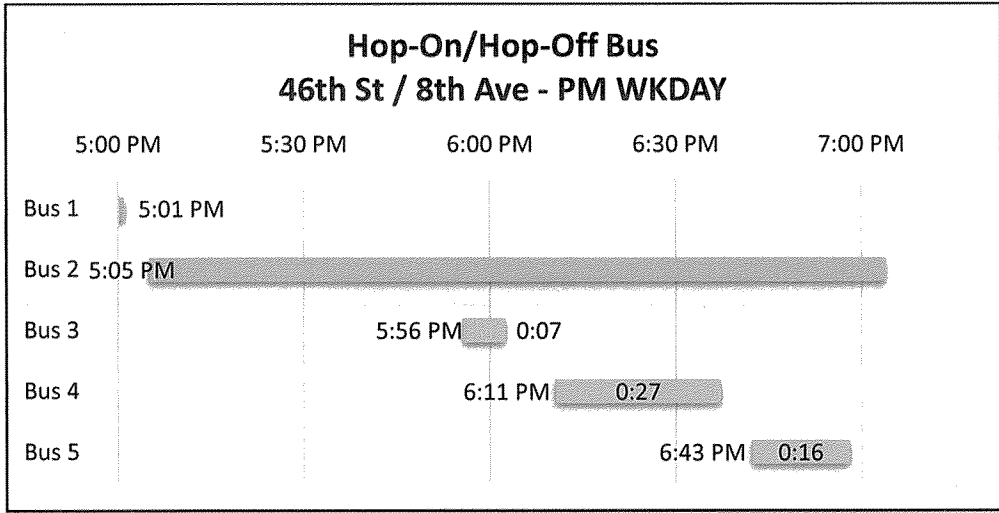 Hop-On/Hop-Off Bus
46th St / 8th Ave - PM WKDAY
5:00 PM 5:30 PM 6:00 PM 6:30 PM 7:00 PM
Bus 1 5:01 PM
Bus 2 5:05 PM
Bus 3 5:56 PM 0:07
Bus 4 6:11 PM 0:27
Bus 5 6:43 PM 0:16